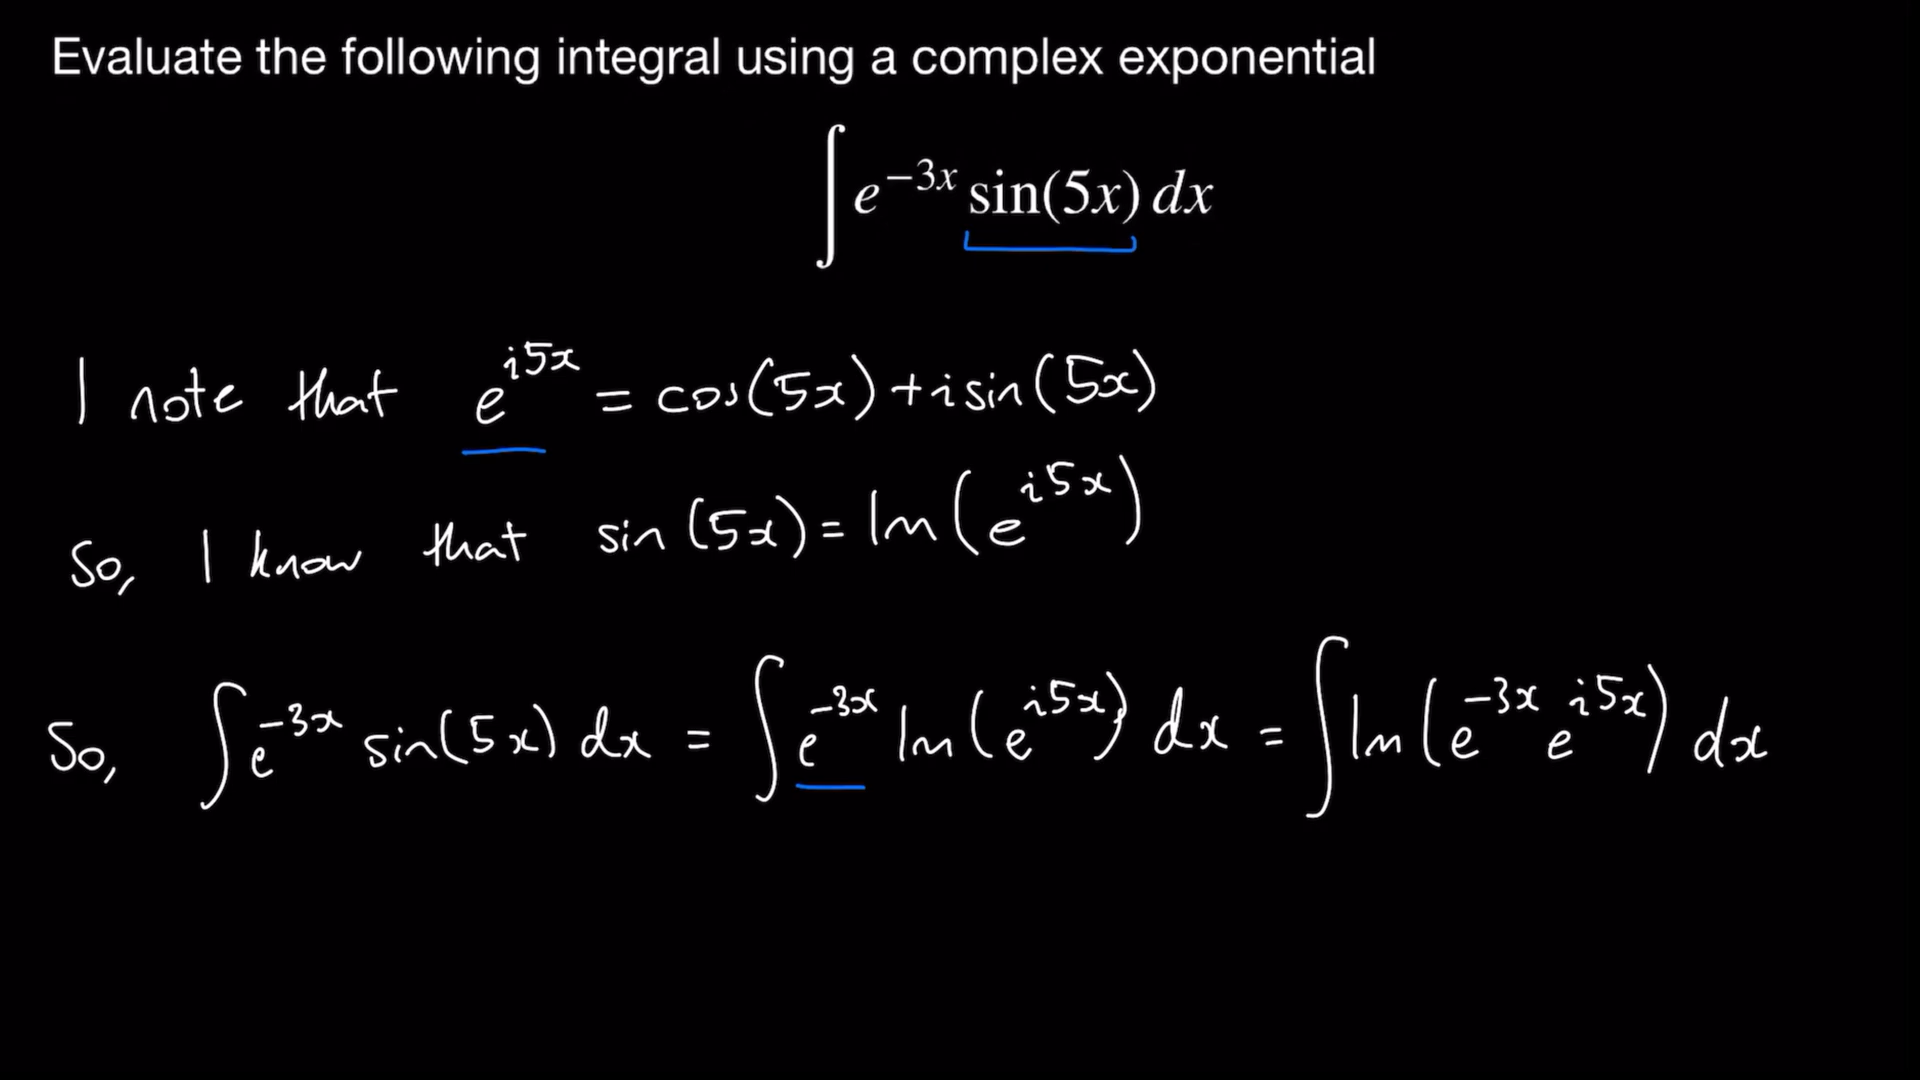 Evaluate the following integral using a complex exponential
∫ e^{-3x} sin(5x) dx
I note that e^{i5x} = cos(5x) + i sin(5x)
So, I know that sin(5x) = Im(e^{i5x})
So, ∫ e^{-3x} sin(5x) dx = ∫ e^{-3x} Im(e^{i5x}) dx = ∫ Im(e^{-3x} e^{i5x}) dx